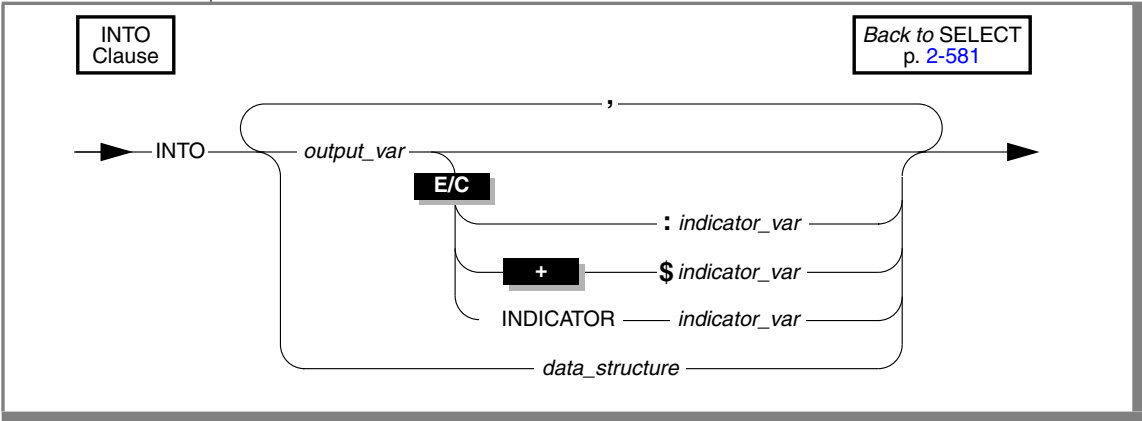 INTO
Clause
Back to SELECT
p. 2-581
,
INTO
output_var
E/C
: indicator_var
+
$ indicator_var
INDICATOR
indicator_var
data_structure